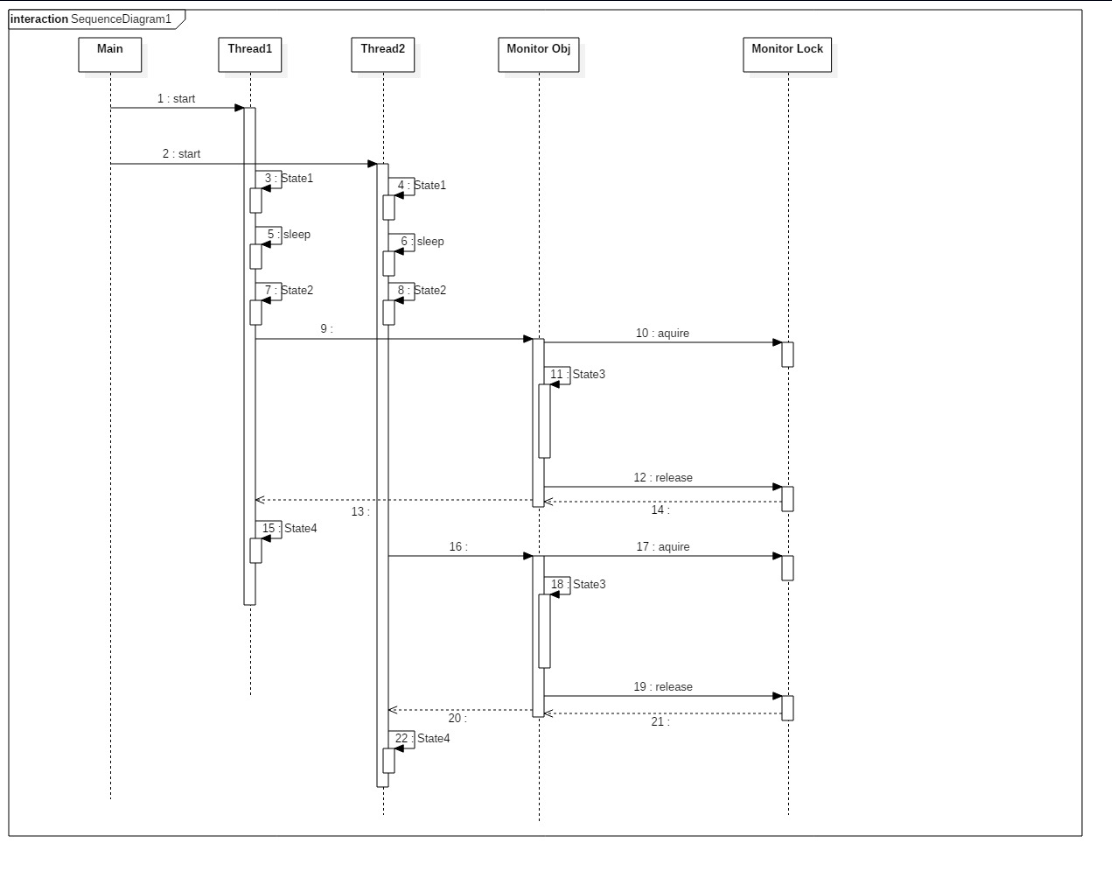 interaction SequenceDiagram1
Main Thread1 Thread2 Monitor Obj Monitor Lock
1 : start
2 : start
3 : State1
4 : State1
5 : sleep
6 : sleep
7 : State2
8 : State2
9 :
10 : aquire
11 : State3
12 : release
13 :
14 :
15 : State4
16 :
17 : aquire
18 : State3
19 : release
20 :
21 :
22 : State4